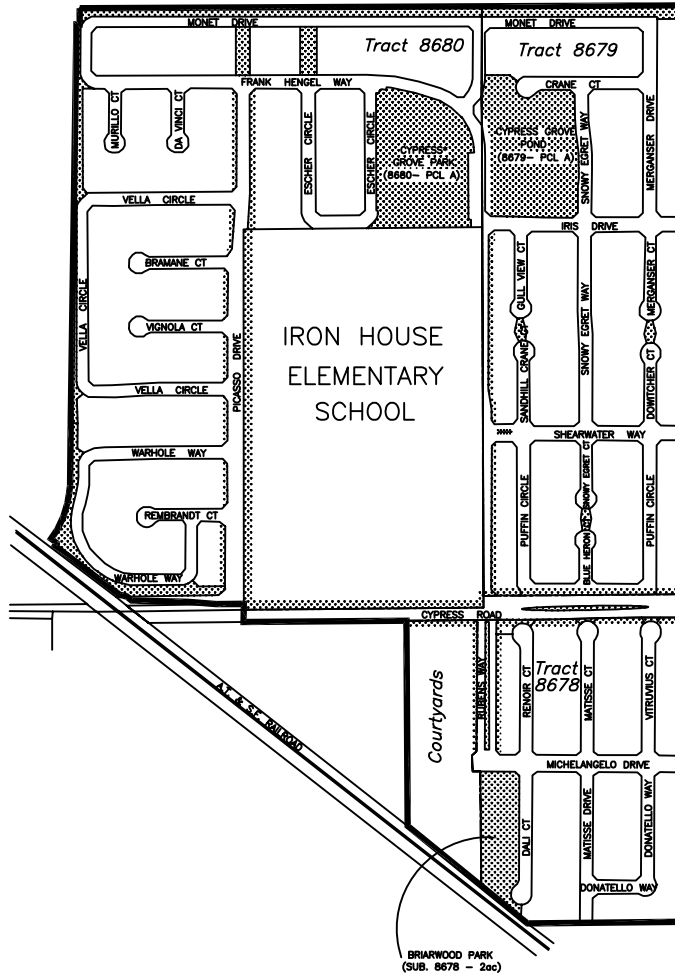 MONET DRIVE
MONET DRIVE
Tract 8680
Tract 8679
FRANK HENGEL WAY
CRANE CT
MURILLO CT
DA VINCI CT
ESCHER CIRCLE
ESCHER CIRCLE
CYPRESS
GROVE PARK
(8680- PCL A)
CYPRESS GROVE
POND
(8679- PCL A)
SNOWY EGRET WAY
MERGANSER DRIVE
VELLA CIRCLE
IRIS DRIVE
BRAMANE CT
GULL VIEW CT
MERGANSER CT
VELLA CIRCLE
SNOWY EGRET WAY
VIGNOLA CT
PICASSO DRIVE
IRON HOUSE
ELEMENTARY
SCHOOL
SANDHILL CRANE CT
DOWITCHER CT
VELLA CIRCLE
SHEARWATER WAY
WARHOLE WAY
SNOWY EGRET CT
PUFFIN CIRCLE
PUFFIN CIRCLE
REMBRANDT CT
BLUE HERON CT
WARHOLE WAY
CYPRESS ROAD
Courtyards
RUBENS WAY
RENOIR CT
Tract
8678
MATISSE CT
VITRUVIUS CT
A.T. & S.F. RAILROAD
MICHELANGELO DRIVE
DALI CT
MATISSE DRIVE
DONATELLO WAY
DONATELLO WAY
BRIARWOOD PARK
(SUB. 8678 - 2ac)